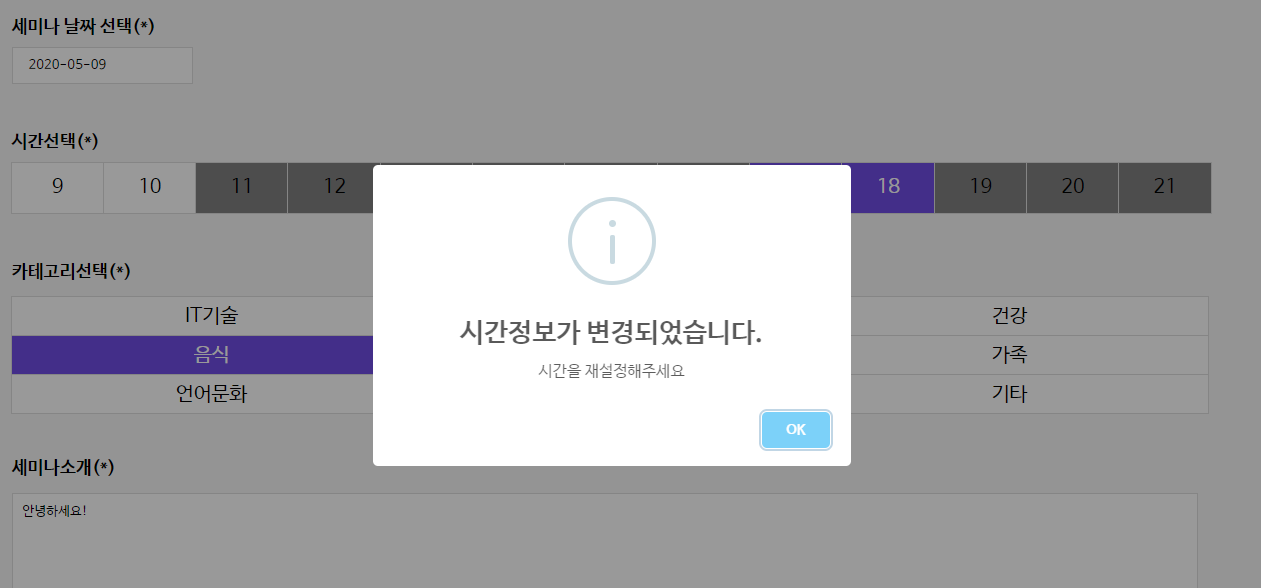 세미나 날짜 선택(*)
2020-05-09
시간선택(*)
9 10 11 12 18 19 20 21
카테고리선택(*)
IT기술 건강
음식 가족
언어문화 기타
시간정보가 변경되었습니다.
시간을 재설정해주세요
OK
세미나소개(*)
안녕하세요!